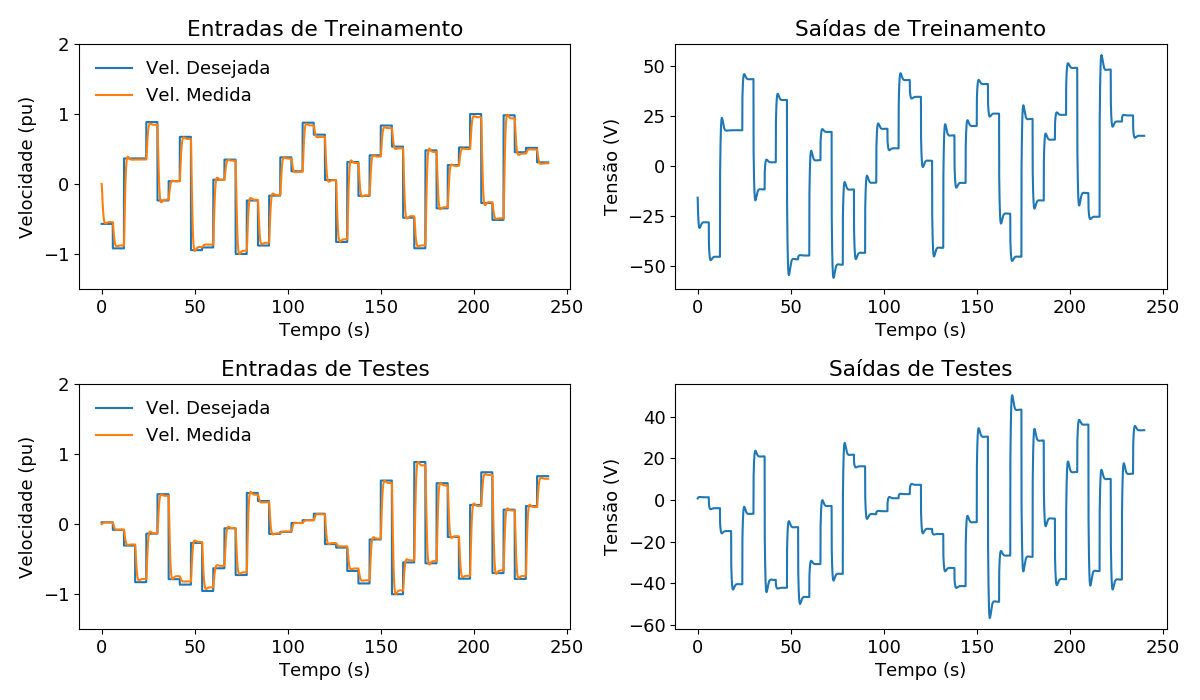 Entradas de Treinamento
2
1
0
−1
Velocidade (pu)
Vel. Desejada
Vel. Medida
0 50 100 150 200 250
Tempo (s)
Saídas de Treinamento
50
25
0
−25
−50
Tensão (V)
0 50 100 150 200 250
Tempo (s)
Entradas de Testes
2
1
0
−1
Velocidade (pu)
Vel. Desejada
Vel. Medida
0 50 100 150 200 250
Tempo (s)
Saídas de Testes
40
20
0
−20
−40
−60
Tensão (V)
0 50 100 150 200 250
Tempo (s)